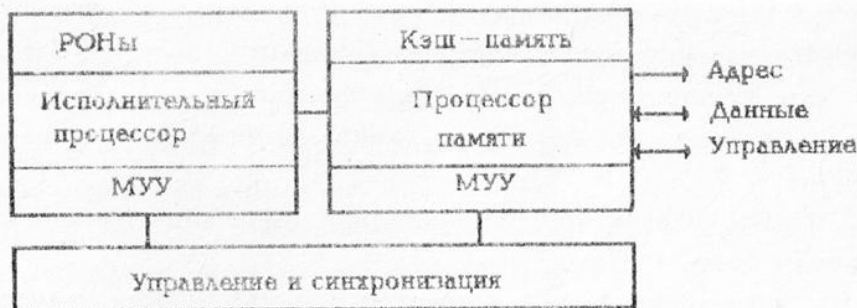 РОНы
Кэш-память
Исполнительный
процессор
Процессор
памяти
Адрес
Данные
Управление
МУУ
МУУ
Управление и синхронизация